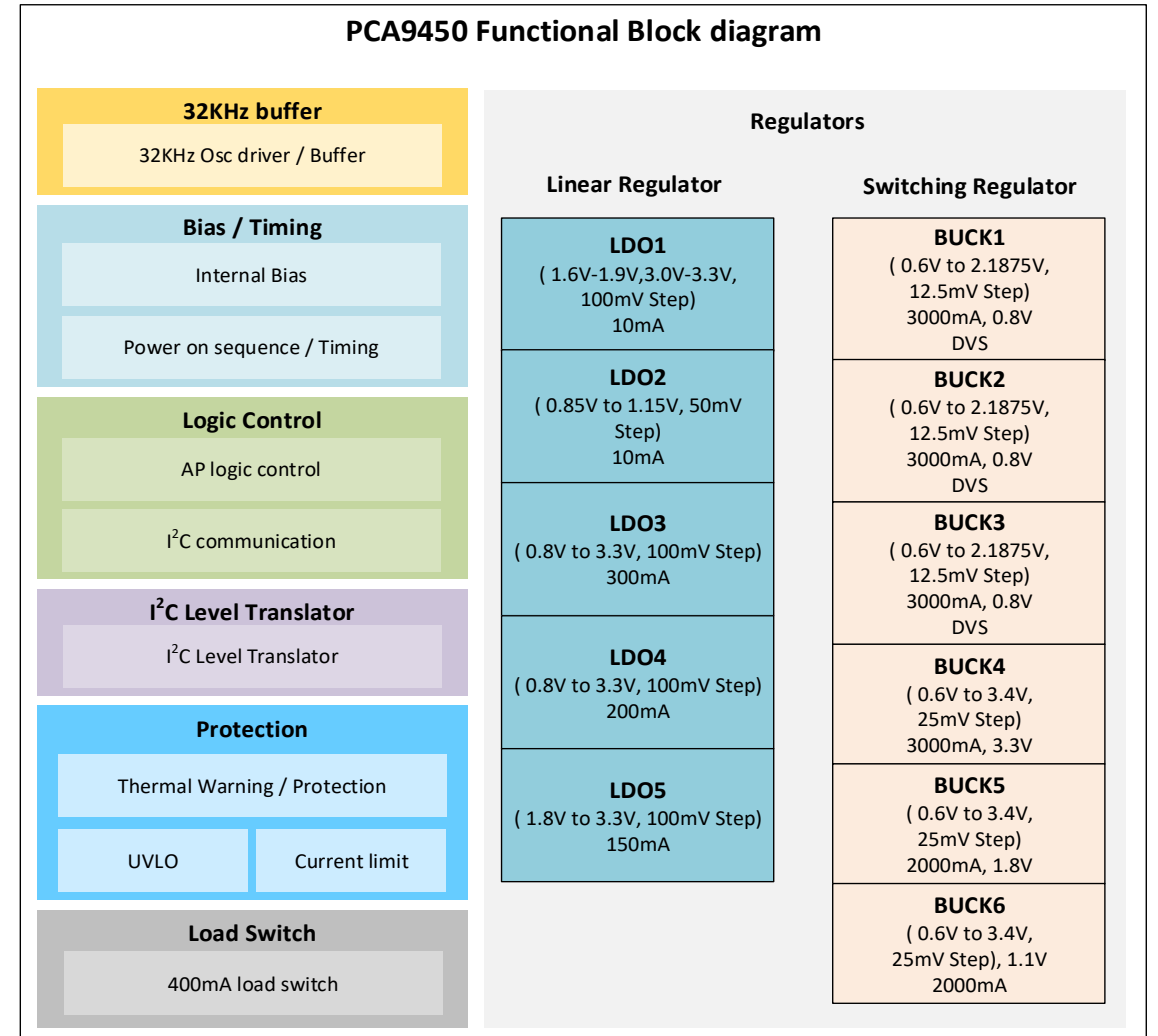 PCA9450 Functional Block diagram
32KHz buffer
32KHz Osc driver / Buffer
Bias / Timing
Internal Bias
Power on sequence / Timing
Logic Control
AP logic control
I²C communication
I²C Level Translator
I²C Level Translator
Protection
Thermal Warning / Protection
UVLO
Current limit
Load Switch
400mA load switch
Regulators
Linear Regulator
LDO1
( 1.6V-1.9V,3.0V-3.3V,
100mV Step)
10mA
LDO2
( 0.85V to 1.15V, 50mV
Step)
10mA
LDO3
( 0.8V to 3.3V, 100mV Step)
300mA
LDO4
( 0.8V to 3.3V, 100mV Step)
200mA
LDO5
( 1.8V to 3.3V, 100mV Step)
150mA
Switching Regulator
BUCK1
( 0.6V to 2.1875V,
12.5mV Step)
3000mA, 0.8V
DVS
BUCK2
( 0.6V to 2.1875V,
12.5mV Step)
3000mA, 0.8V
DVS
BUCK3
( 0.6V to 2.1875V,
12.5mV Step)
3000mA, 0.8V
DVS
BUCK4
( 0.6V to 3.4V,
25mV Step)
3000mA, 3.3V
BUCK5
( 0.6V to 3.4V,
25mV Step)
2000mA, 1.8V
BUCK6
( 0.6V to 3.4V,
25mV Step), 1.1V
2000mA